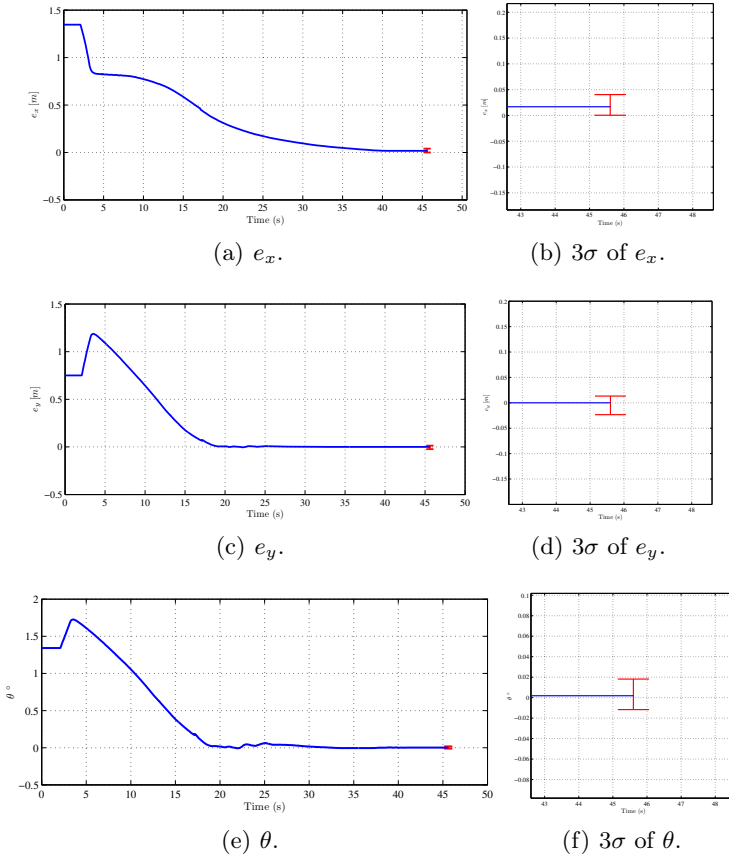 1.5
1
0.5
0
−0.5
e_x [m]
0 5 10 15 20 25 30 35 40 45 50
Time (s)
(a) e_x.
0.2
0.15
0.1
0.05
0
−0.05
−0.1
−0.15
e_x [m]
43 44 45 46 47 48
Time (s)
(b) 3σ of e_x.
1.5
1
0.5
0
−0.5
e_y [m]
0 5 10 15 20 25 30 35 40 45 50
Time (s)
(c) e_y.
0.2
0.15
0.1
0.05
0
−0.05
−0.1
−0.15
e_y [m]
43 44 45 46 47 48
Time (s)
(d) 3σ of e_y.
2
1.5
1
0.5
0
−0.5
θ °
0 5 10 15 20 25 30 35 40 45 50
Time (s)
(e) θ.
0.1
0.08
0.06
0.04
0.02
0
−0.02
−0.04
−0.06
−0.08
θ °
43 44 45 46 47 48
Time (s)
(f) 3σ of θ.